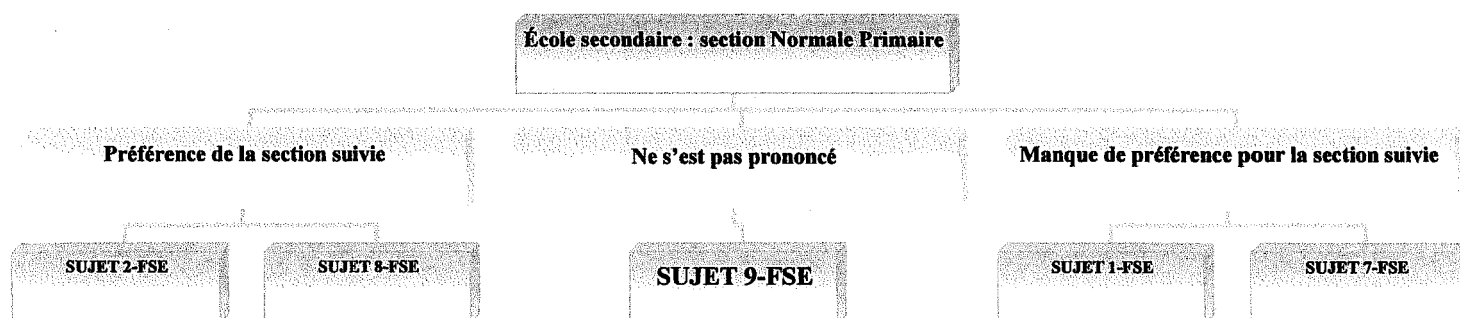 École secondaire : section Normale Primaire
Préférence de la section suivie
Ne s'est pas prononcé
Manque de préférence pour la section suivie
SUJET 2-FSE
SUJET 8-FSE
SUJET 9-FSE
SUJET 1-FSE
SUJET 7-FSE